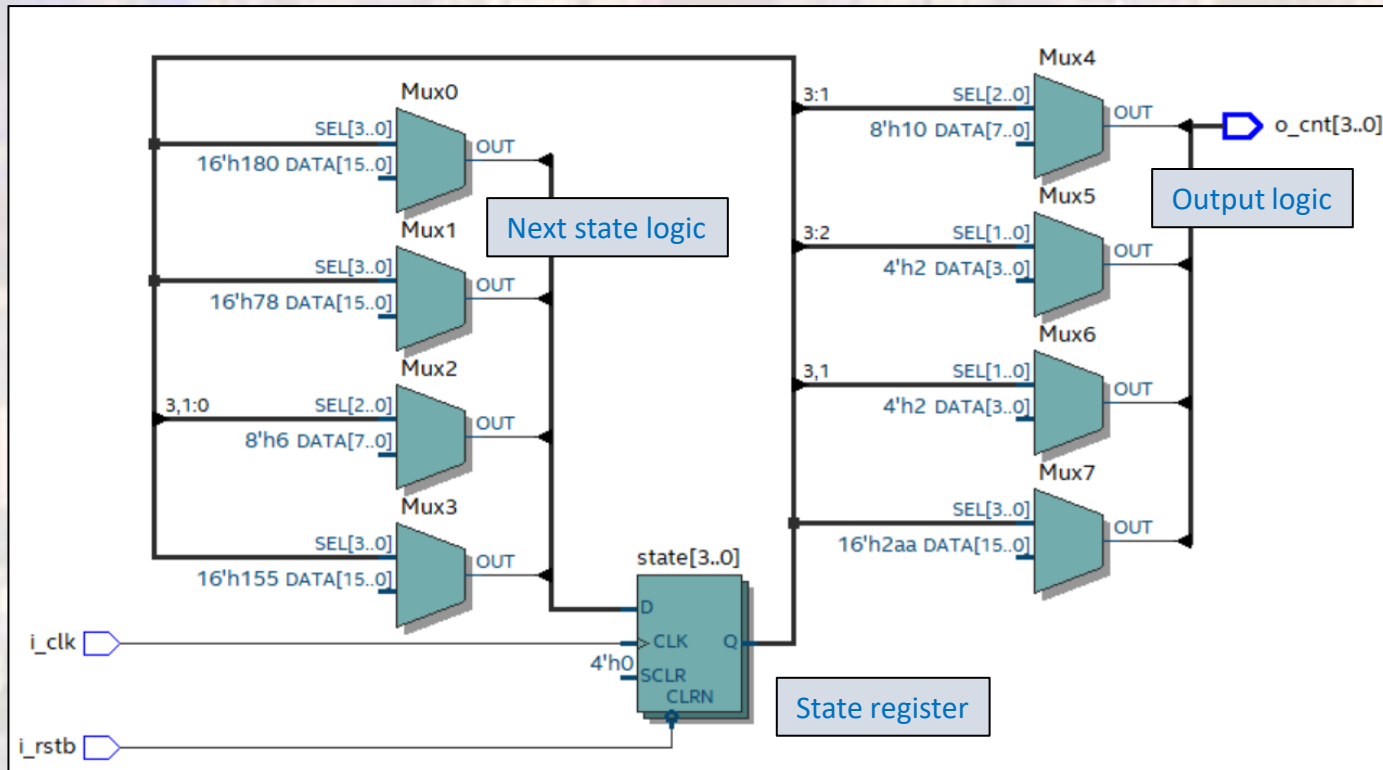 Mux0
SEL[3..0]
16'h180 DATA[15..0]
OUT
Mux1
SEL[3..0]
16'h78 DATA[15..0]
OUT
Mux2
3,1:0
SEL[2..0]
8'h6 DATA[7..0]
OUT
Mux3
SEL[3..0]
16'h155 DATA[15..0]
OUT
Next state logic
i_clk
i_rstb
state[3..0]
D
CLK
Q
4'h0
SCLR
CLRN
State register
Mux4
3:1
SEL[2..0]
8'h10 DATA[7..0]
OUT
o_cnt[3..0]
Output logic
Mux5
3:2
SEL[1..0]
4'h2 DATA[3..0]
OUT
Mux6
3,1
SEL[1..0]
4'h2 DATA[3..0]
OUT
Mux7
SEL[3..0]
16'h2aa DATA[15..0]
OUT